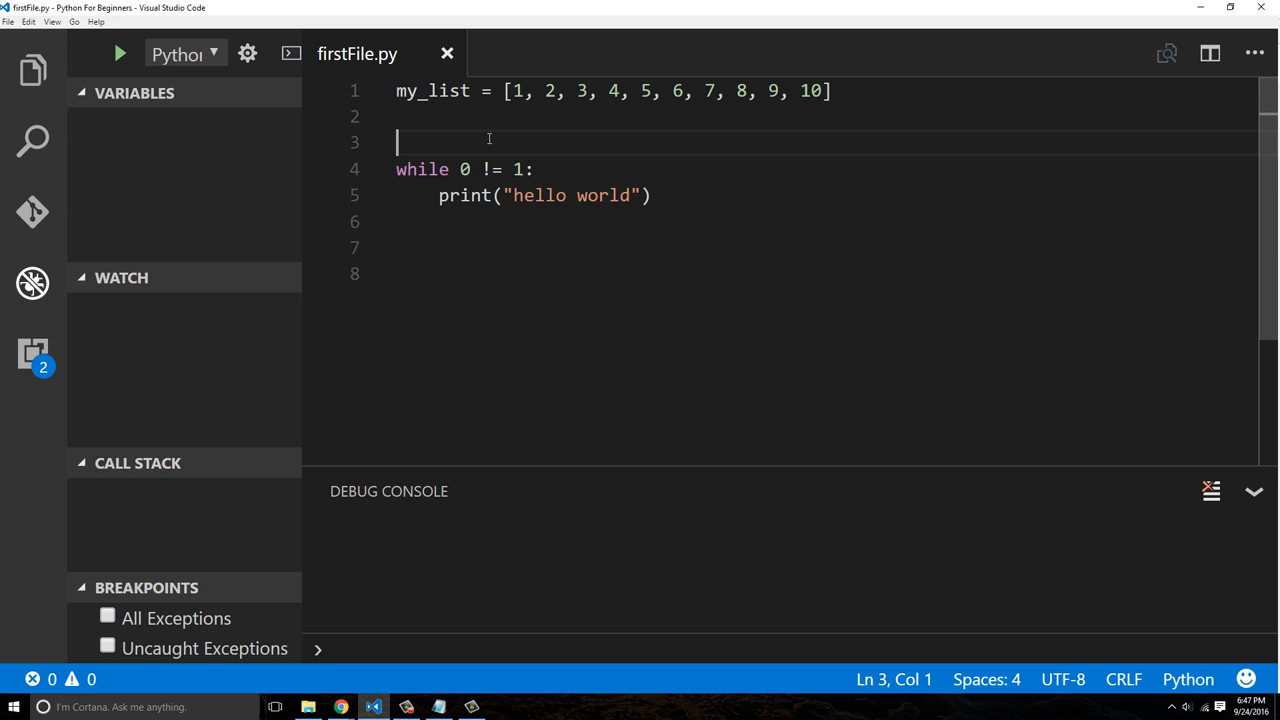 firstFile.py - Python For Beginners - Visual Studio Code
File Edit View Go Help
Python
firstFile.py
VARIABLES
1 my_list = [1, 2, 3, 4, 5, 6, 7, 8, 9, 10]
2
3
4 while 0 != 1:
5 print("hello world")
6
7
8
WATCH
2
CALL STACK
DEBUG CONSOLE
BREAKPOINTS
All Exceptions
Uncaught Exceptions
0 0 Ln 3, Col 1 Spaces: 4 UTF-8 CRLF Python
I'm Cortana. Ask me anything.
6:47 PM
9/24/2016